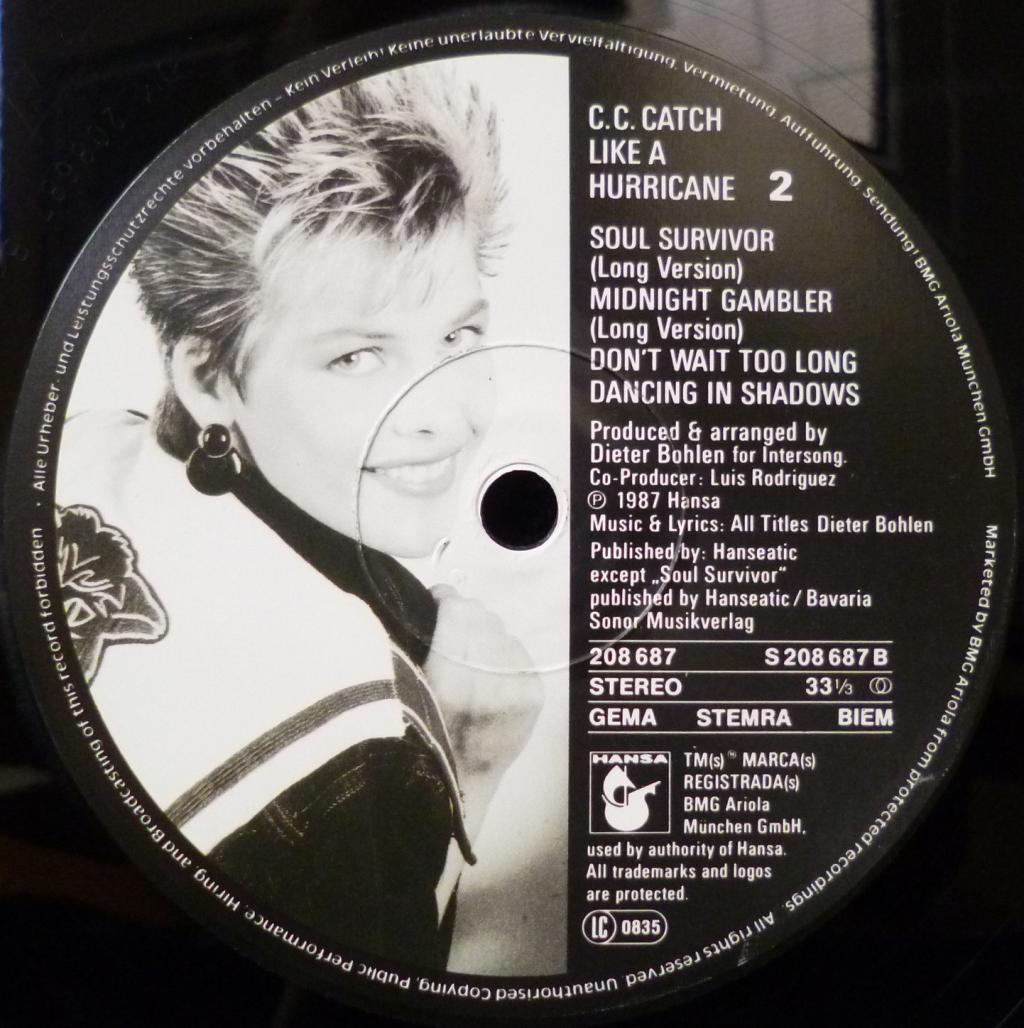 C.C. CATCH
LIKE A
HURRICANE 2
SOUL SURVIVOR
(Long Version)
MIDNIGHT GAMBLER
(Long Version)
DON'T WAIT TOO LONG
DANCING IN SHADOWS
Produced & arranged by
Dieter Bohlen for Intersong.
Co-Producer: Luis Rodriguez
℗ 1987 Hansa
Music & Lyrics: All Titles Dieter Bohlen
Published by: Hanseatic
except „Soul Survivor“
published by Hanseatic / Bavaria
Sonor Musikverlag
208 687 S 208 687 B
STEREO 33 1/3
GEMA STEMRA BIEM
HANSA
TM(s)™ MARCA(s)
REGISTRADA(s)
BMG Ariola
München GmbH,
used by authority of Hansa.
All trademarks and logos
are protected.
LC 0835
Alle Urheber- und Leistungsschutzrechte vorbehalten – Kein Verleih! Keine unerlaubte Vervielfältigung, Vermietung, Aufführung, Sendung! BMG Ariola München GmbH
Marketed by BMG Ariola from protected recordings. All rights reserved. Unauthorised Copying, Public Performance, Hiring, and Broadcasting of this record forbidden ·